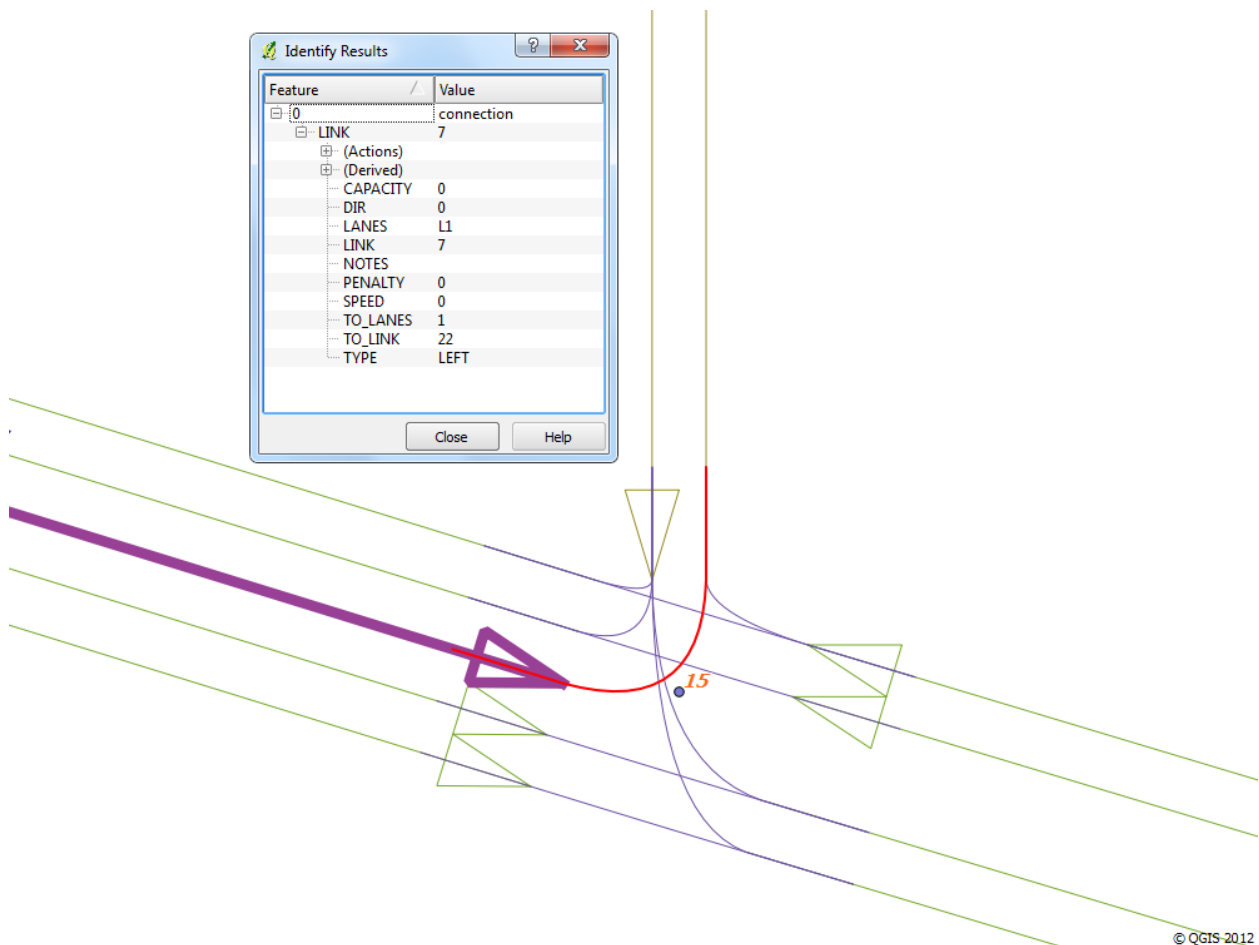 Identify Results
Feature Value
0 connection
LINK 7
(Actions)
(Derived)
CAPACITY 0
DIR 0
LANES L1
LINK 7
NOTES
PENALTY 0
SPEED 0
TO_LANES 1
TO_LINK 22
TYPE LEFT
Close Help
15
© QGIS 2012